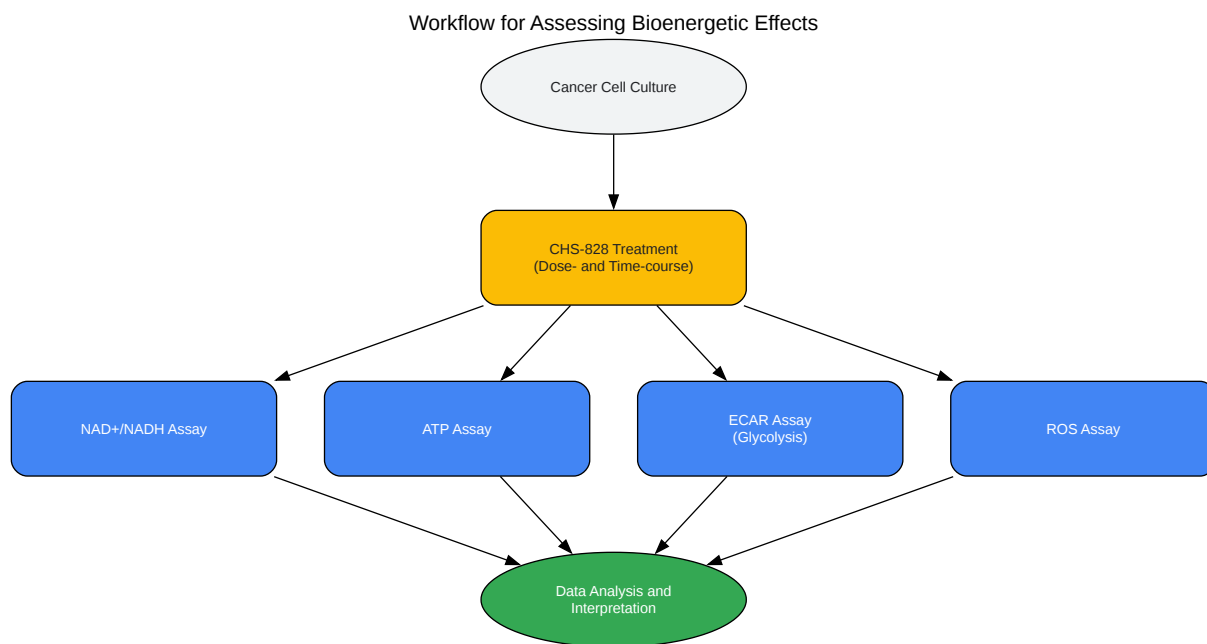 Workflow for Assessing Bioenergetic Effects
Cancer Cell Culture
CHS-828 Treatment
(Dose- and Time-course)
NAD+/NADH Assay
ATP Assay
ECAR Assay
(Glycolysis)
ROS Assay
Data Analysis and
Interpretation